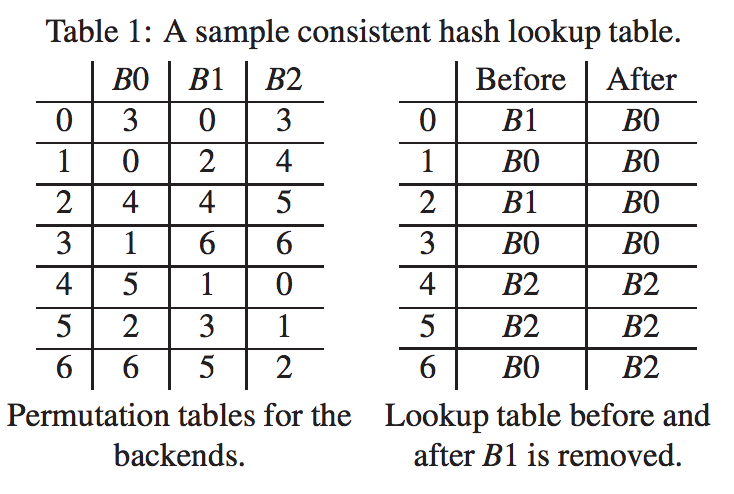 Table 1: A sample consistent hash lookup table.
B0 B1 B2
0 3 0 3
1 0 2 4
2 4 4 5
3 1 6 6
4 5 1 0
5 2 3 1
6 6 5 2
Permutation tables for the
backends.
Before After
0 B1 B0
1 B0 B0
2 B1 B0
3 B0 B0
4 B2 B2
5 B2 B2
6 B0 B2
Lookup table before and
after B1 is removed.